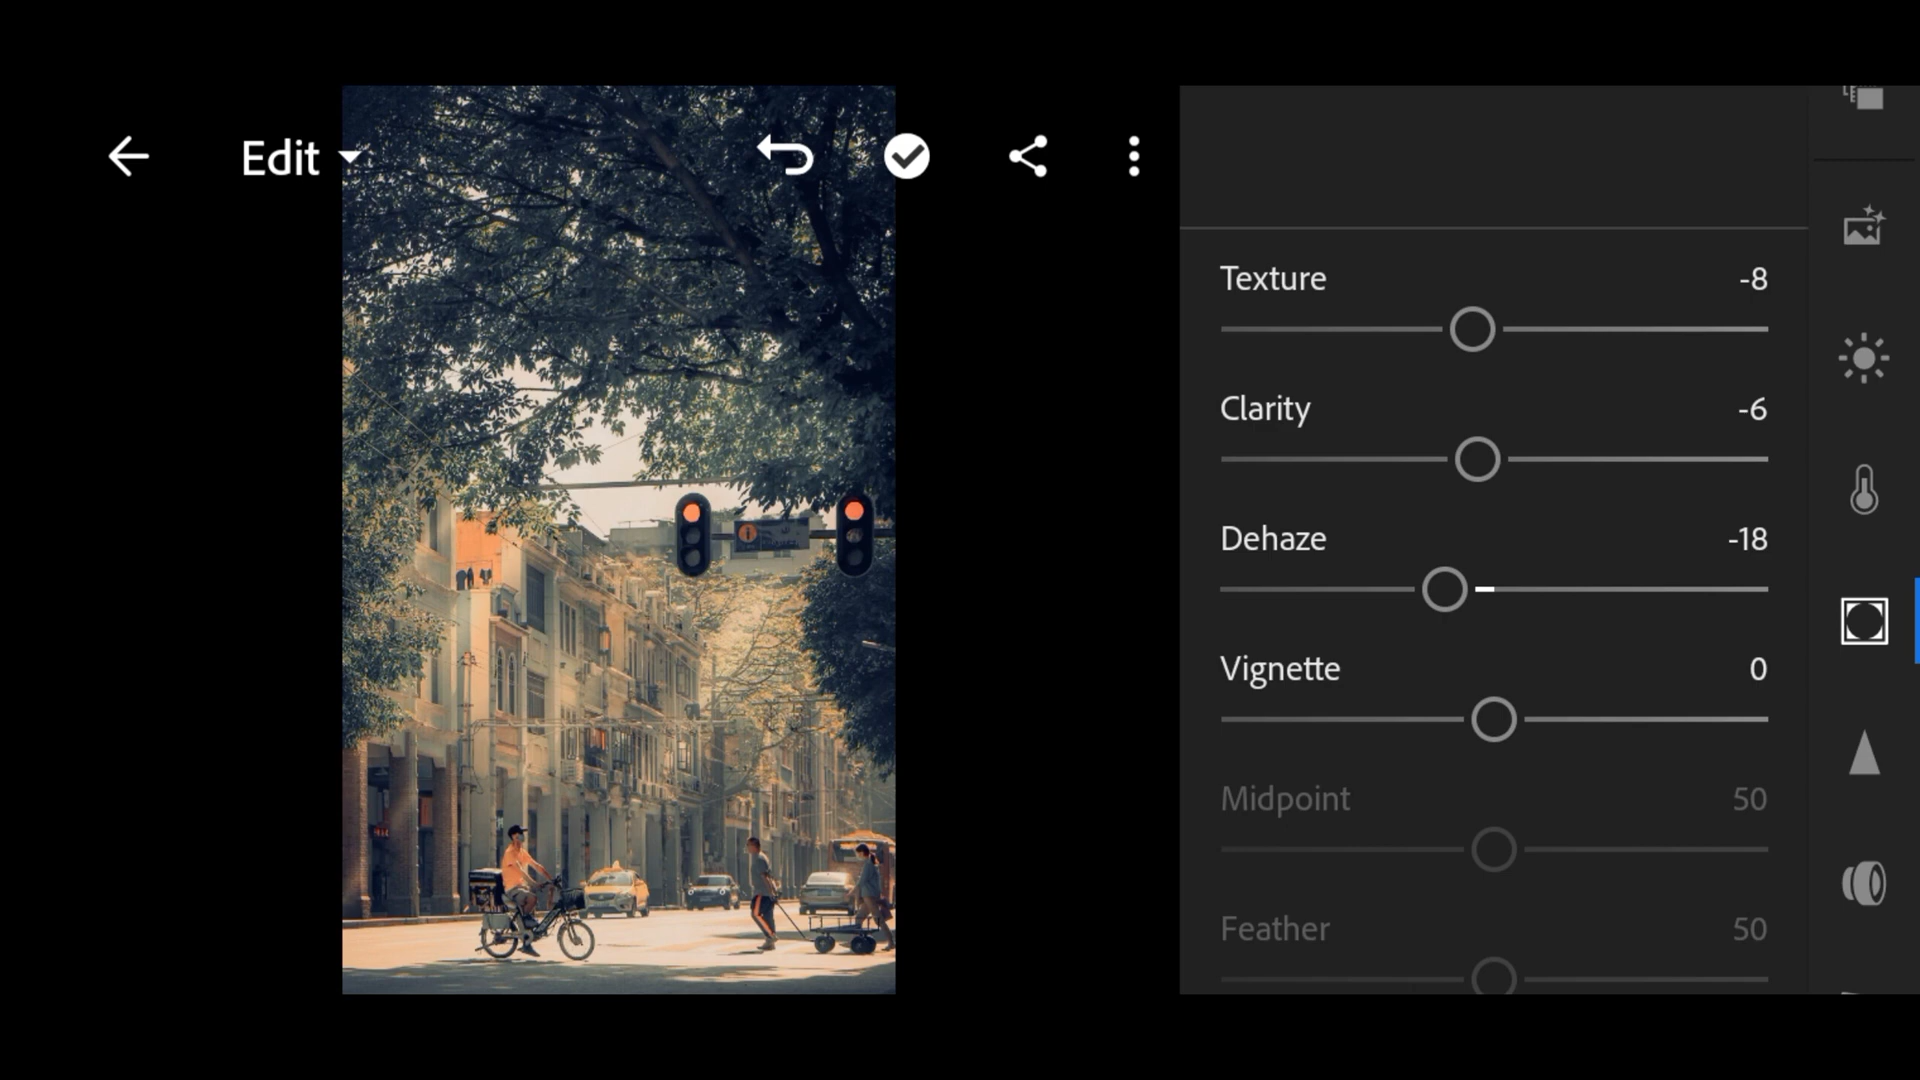 Edit
Texture -8
Clarity -6
Dehaze -18
Vignette 0
Midpoint 50
Feather 50